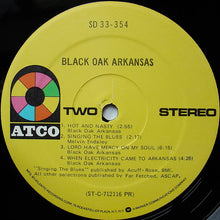 SD 33-354
BLACK OAK ARKANSAS
ATCO
TWO
STEREO
1. HOT AND NASTY (2:55)
Black Oak Arkansas
2. SINGING THE BLUES (2:17)
Melvin Endsley
3. LORD HAVE MERCY ON MY SOUL (6:15)
Black Oak Arkansas
4. WHEN ELECTRICITY CAME TO ARKANSAS (4:26)
Black Oak Arkansas
"Singing The Blues" published by Acuff-Rose, BMI.
All other selections published by Far Fetched, ASCAP.
(ST-C-712116 PR)